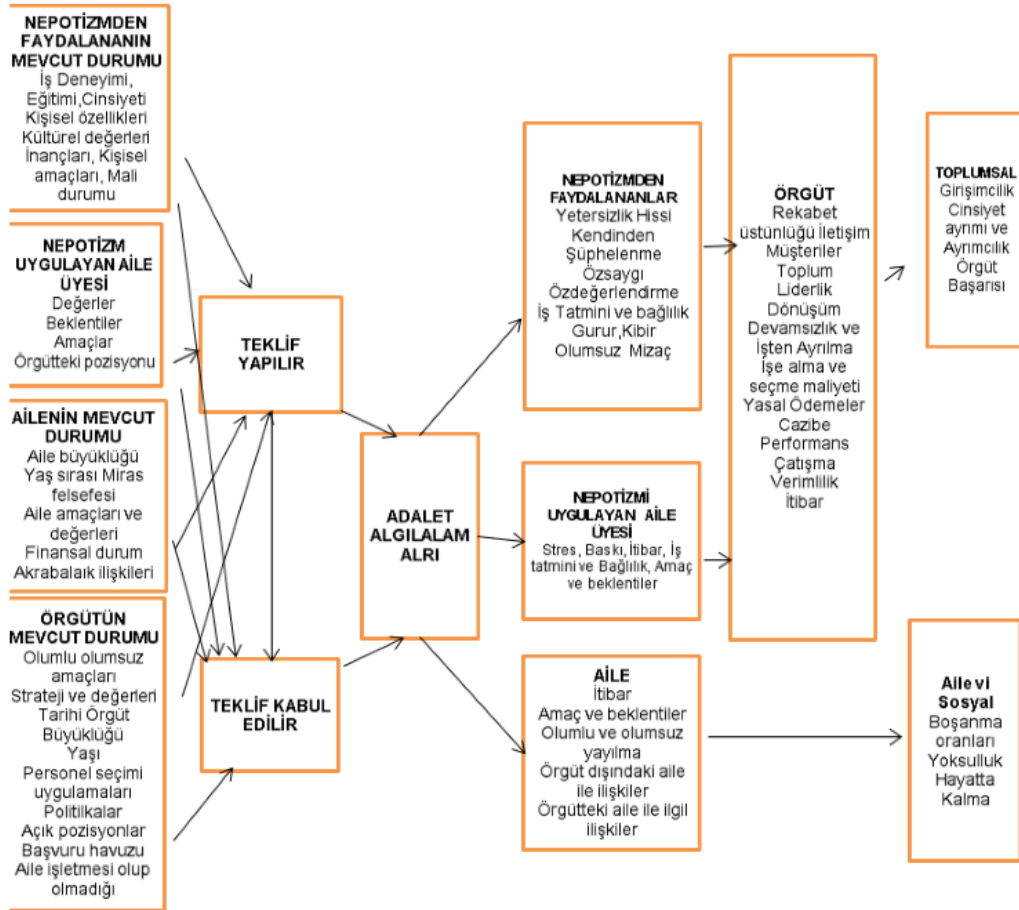 NEPOTİZMDEN
FAYDALANANIN
MEVCUT DURUMU
İş Deneyimi,
Eğitimi,Cinsiyeti
Kişisel özellikleri
Kültürel değerleri
İnançları, Kişisel
amaçları, Mali
durumu
NEPOTİZM
UYGULAYAN AİLE
ÜYESİ
Değerler
Beklentiler
Amaçlar
Örgütteki pozisyonu
AİLENİN MEVCUT
DURUMU
Aile büyüklüğü
Yaş sırası Miras
felsefesi
Aile amaçları ve
değerleri
Finansal durum
Akrabalaık ilişkileri
ÖRGÜTÜN
MEVCUT DURUMU
Olumlu olumsuz
amaçları
Strateji ve değerleri
Tarihi Örgüt
Büyüklüğü
Yaşı
Personel seçimi
uygulamaları
Politilkalar
Açık pozisyonlar
Başvuru havuzu
Aile işletmesi olup
olmadığı
TEKLİF
YAPILIR
TEKLİF KABUL
EDİLİR
ADALET
ALGILALAM
ALRI
NEPOTİZMDEN
FAYDALANANLAR
Yetersizlik Hissi
Kendinden
Şüphelenme
Özsaygı
Özdeğerlendirme
İş Tatmini ve bağlılık
Gurur,Kibir
Olumsuz Mizaç
NEPOTİZMİ
UYGULAYAN AİLE
ÜYESİ
Stres, Baskı, İtibar, İş
tatmini ve Bağlılık, Amaç
ve beklentiler
AİLE
İtibar
Amaç ve beklentiler
Olumlu ve olumsuz
yayılma
Örgüt dışındaki aile
ile ilişkiler
Örgütteki aile ile ilgil
ilişkiler
ÖRGÜT
Rekabet
üstünlüğü İletişim
Müşteriler
Toplum
Liderlik
Dönüşüm
Devamsızlık ve
İşten Ayrılma
İşe alma ve
seçme maliyeti
Yasal Ödemeler
Cazibe
Performans
Çatışma
Verimlilik
İtibar
TOPLUMSAL
Girişimcilik
Cinsiyet
ayrımı ve
Ayrımcılık
Örgüt
Başarısı
Aile vi
Sosyal
Boşanma
oranları
Yoksulluk
Hayatta
Kalma